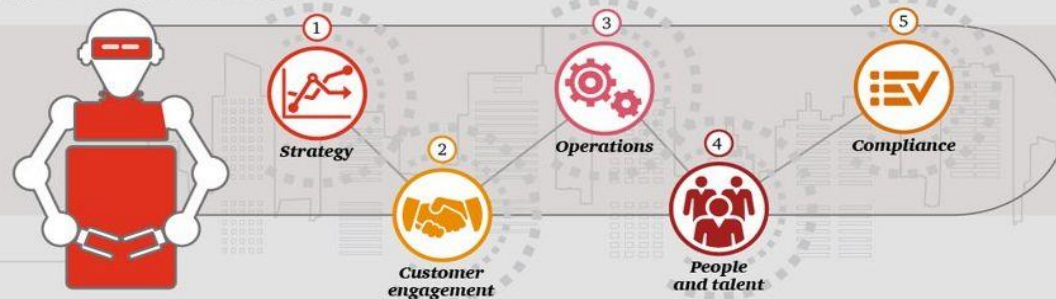 1
Strategy
2
Customer
engagement
3
Operations
4
People
and talent
5
Compliance